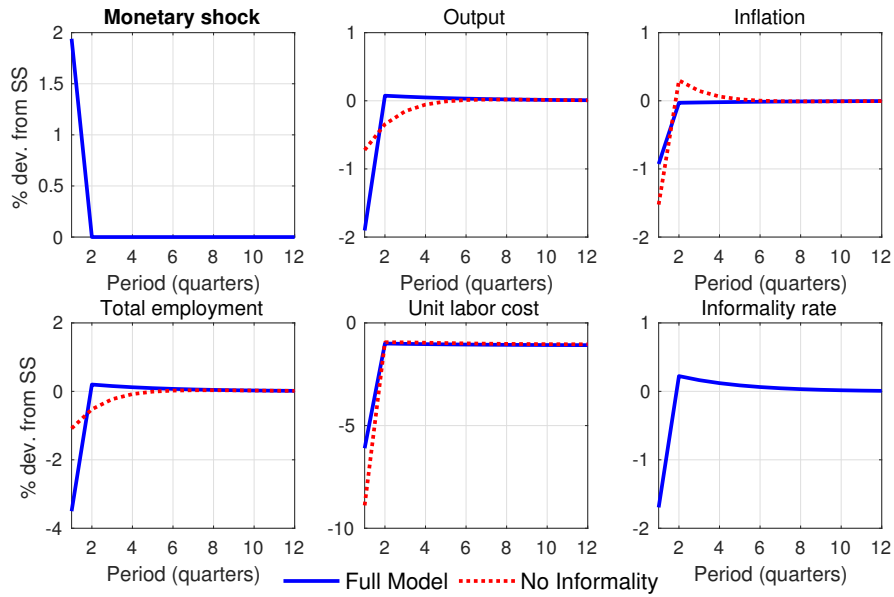 Monetary shock
Output
Inflation
% dev. from SS
2
1.5
1
0.5
0
2 4 6 8 10 12
Period (quarters)
1
0
-1
-2
2 4 6 8 10 12
Period (quarters)
1
0
-1
-2
2 4 6 8 10 12
Period (quarters)
Total employment
Unit labor cost
Informality rate
% dev. from SS
2
0
-2
-4
2 4 6 8 10 12
Period (quarters)
0
-5
-10
2 4 6 8 10 12
Period (quarters)
1
0
-1
-2
2 4 6 8 10 12
Period (quarters)
Full Model
No Informality